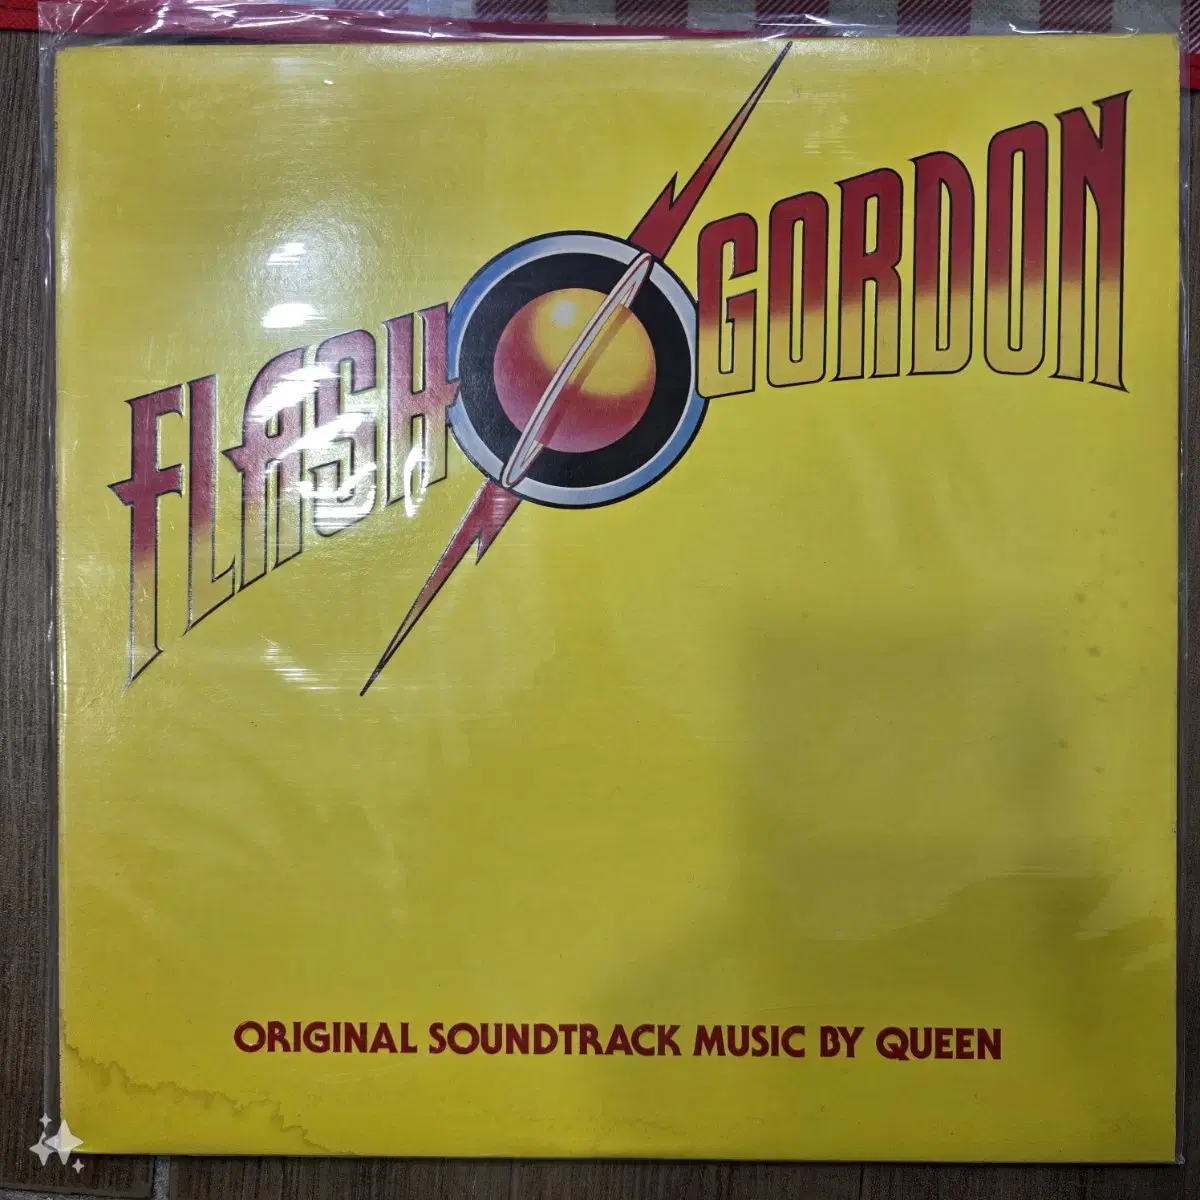 FLASH GORDON
ORIGINAL SOUNDTRACK MUSIC BY QUEEN